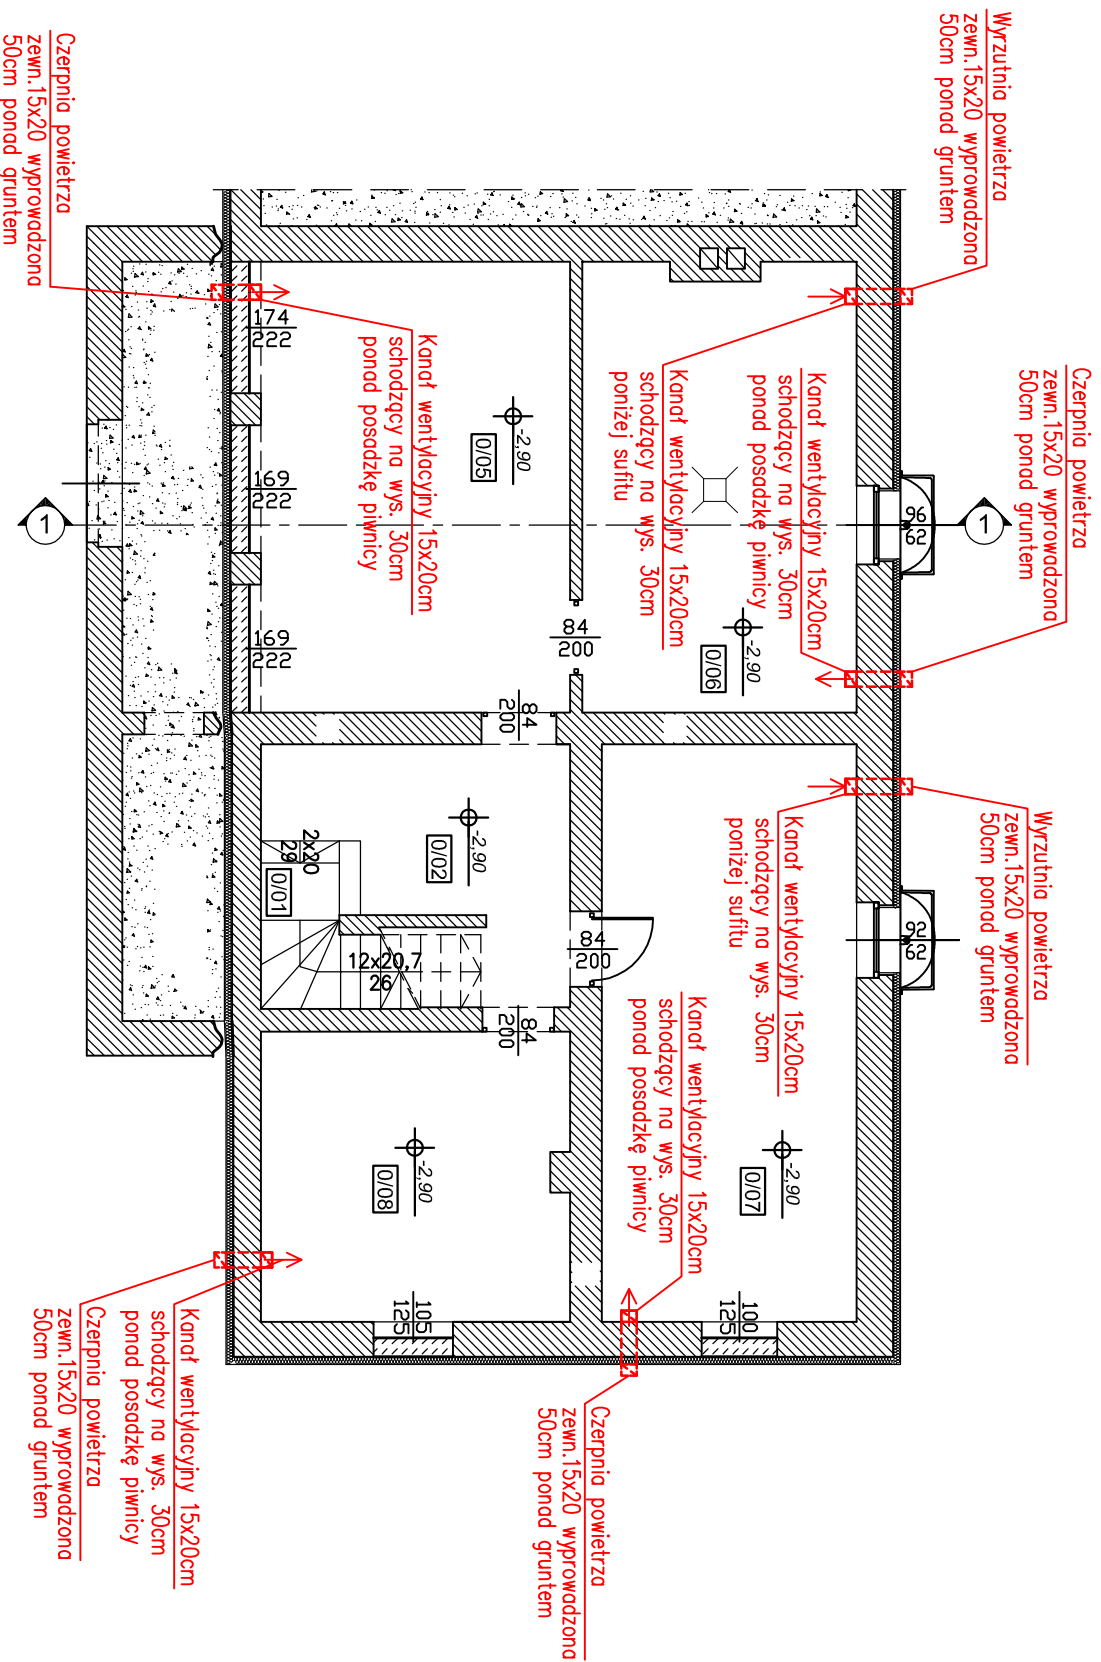 Wyrzutnia powietrza
zewn.15x20 wyprowadzona
50cm ponad gruntem
Czerpnia powietrza
zewn.15x20 wyprowadzona
50cm ponad gruntem
Wyrzutnia powietrza
zewn.15x20 wyprowadzona
50cm ponad gruntem
1
96
62
92
62
Kanał wentylacyjny 15x20cm
schodzący na wys. 30cm
ponad posadzkę piwnicy
Kanał wentylacyjny 15x20cm
schodzący na wys. 30cm
poniżej sufitu
-2,90
0/06
Kanał wentylacyjny 15x20cm
schodzący na wys. 30cm
poniżej sufitu
Kanał wentylacyjny 15x20cm
schodzący na wys. 30cm
ponad posadzkę piwnicy
-2,90
0/07
100
125
84
200
84
200
84
200
84
200
-2,90
0/05
Kanał wentylacyjny 15x20cm
schodzący na wys. 30cm
ponad posadzkę piwnicy
-2,90
0/02
2x20
29
0/01
12x20,7
26
-2,90
0/08
105
125
174
222
169
222
169
222
1
Czerpnia powietrza
zewn.15x20 wyprowadzona
50cm ponad gruntem
Kanał wentylacyjny 15x20cm
schodzący na wys. 30cm
ponad posadzkę piwnicy
Czerpnia powietrza
zewn.15x20 wyprowadzona
50cm ponad gruntem
Czerpnia powietrza
zewn.15x20 wyprowadzona
50cm ponad gruntem